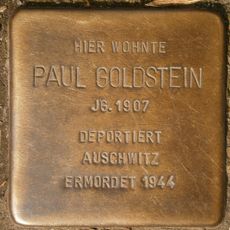 HIER WOHNTE
PAUL GOLDSTEIN
JG. 1907
DEPORTIERT
AUSCHWITZ
ERMORDET 1944